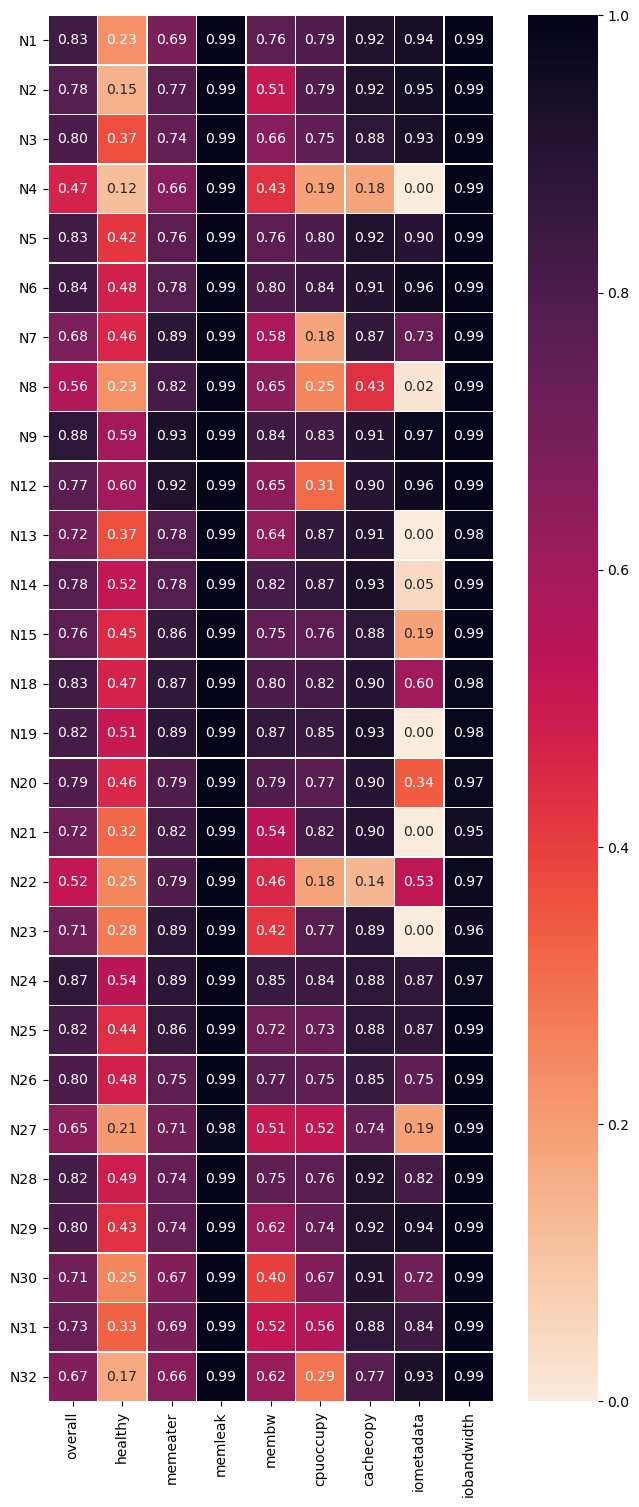 N1 0.83 0.23 0.69 0.99 0.76 0.79 0.92 0.94 0.99
N2 0.78 0.15 0.77 0.99 0.51 0.79 0.92 0.95 0.99
N3 0.80 0.37 0.74 0.99 0.66 0.75 0.88 0.93 0.99
N4 0.47 0.12 0.66 0.99 0.43 0.19 0.18 0.00 0.99
N5 0.83 0.42 0.76 0.99 0.76 0.80 0.92 0.90 0.99
N6 0.84 0.48 0.78 0.99 0.80 0.84 0.91 0.96 0.99
N7 0.68 0.46 0.89 0.99 0.58 0.18 0.87 0.73 0.99
N8 0.56 0.23 0.82 0.99 0.65 0.25 0.43 0.02 0.99
N9 0.88 0.59 0.93 0.99 0.84 0.83 0.91 0.97 0.99
N12 0.77 0.60 0.92 0.99 0.65 0.31 0.90 0.96 0.99
N13 0.72 0.37 0.78 0.99 0.64 0.87 0.91 0.00 0.98
N14 0.78 0.52 0.78 0.99 0.82 0.87 0.93 0.05 0.99
N15 0.76 0.45 0.86 0.99 0.75 0.76 0.88 0.19 0.99
N18 0.83 0.47 0.87 0.99 0.80 0.82 0.90 0.60 0.98
N19 0.82 0.51 0.89 0.99 0.87 0.85 0.93 0.00 0.98
N20 0.79 0.46 0.79 0.99 0.79 0.77 0.90 0.34 0.97
N21 0.72 0.32 0.82 0.99 0.54 0.82 0.90 0.00 0.95
N22 0.52 0.25 0.79 0.99 0.46 0.18 0.14 0.53 0.97
N23 0.71 0.28 0.89 0.99 0.42 0.77 0.89 0.00 0.96
N24 0.87 0.54 0.89 0.99 0.85 0.84 0.88 0.87 0.97
N25 0.82 0.44 0.86 0.99 0.72 0.73 0.88 0.87 0.99
N26 0.80 0.48 0.75 0.99 0.77 0.75 0.85 0.75 0.99
N27 0.65 0.21 0.71 0.98 0.51 0.52 0.74 0.19 0.99
N28 0.82 0.49 0.74 0.99 0.75 0.76 0.92 0.82 0.99
N29 0.80 0.43 0.74 0.99 0.62 0.74 0.92 0.94 0.99
N30 0.71 0.25 0.67 0.99 0.40 0.67 0.91 0.72 0.99
N31 0.73 0.33 0.69 0.99 0.52 0.56 0.88 0.84 0.99
N32 0.67 0.17 0.66 0.99 0.62 0.29 0.77 0.93 0.99
overall healthy memeater memleak membw cpuoccupy cachecopy iometadata iobandwidth
1.0
0.8
0.6
0.4
0.2
0.0